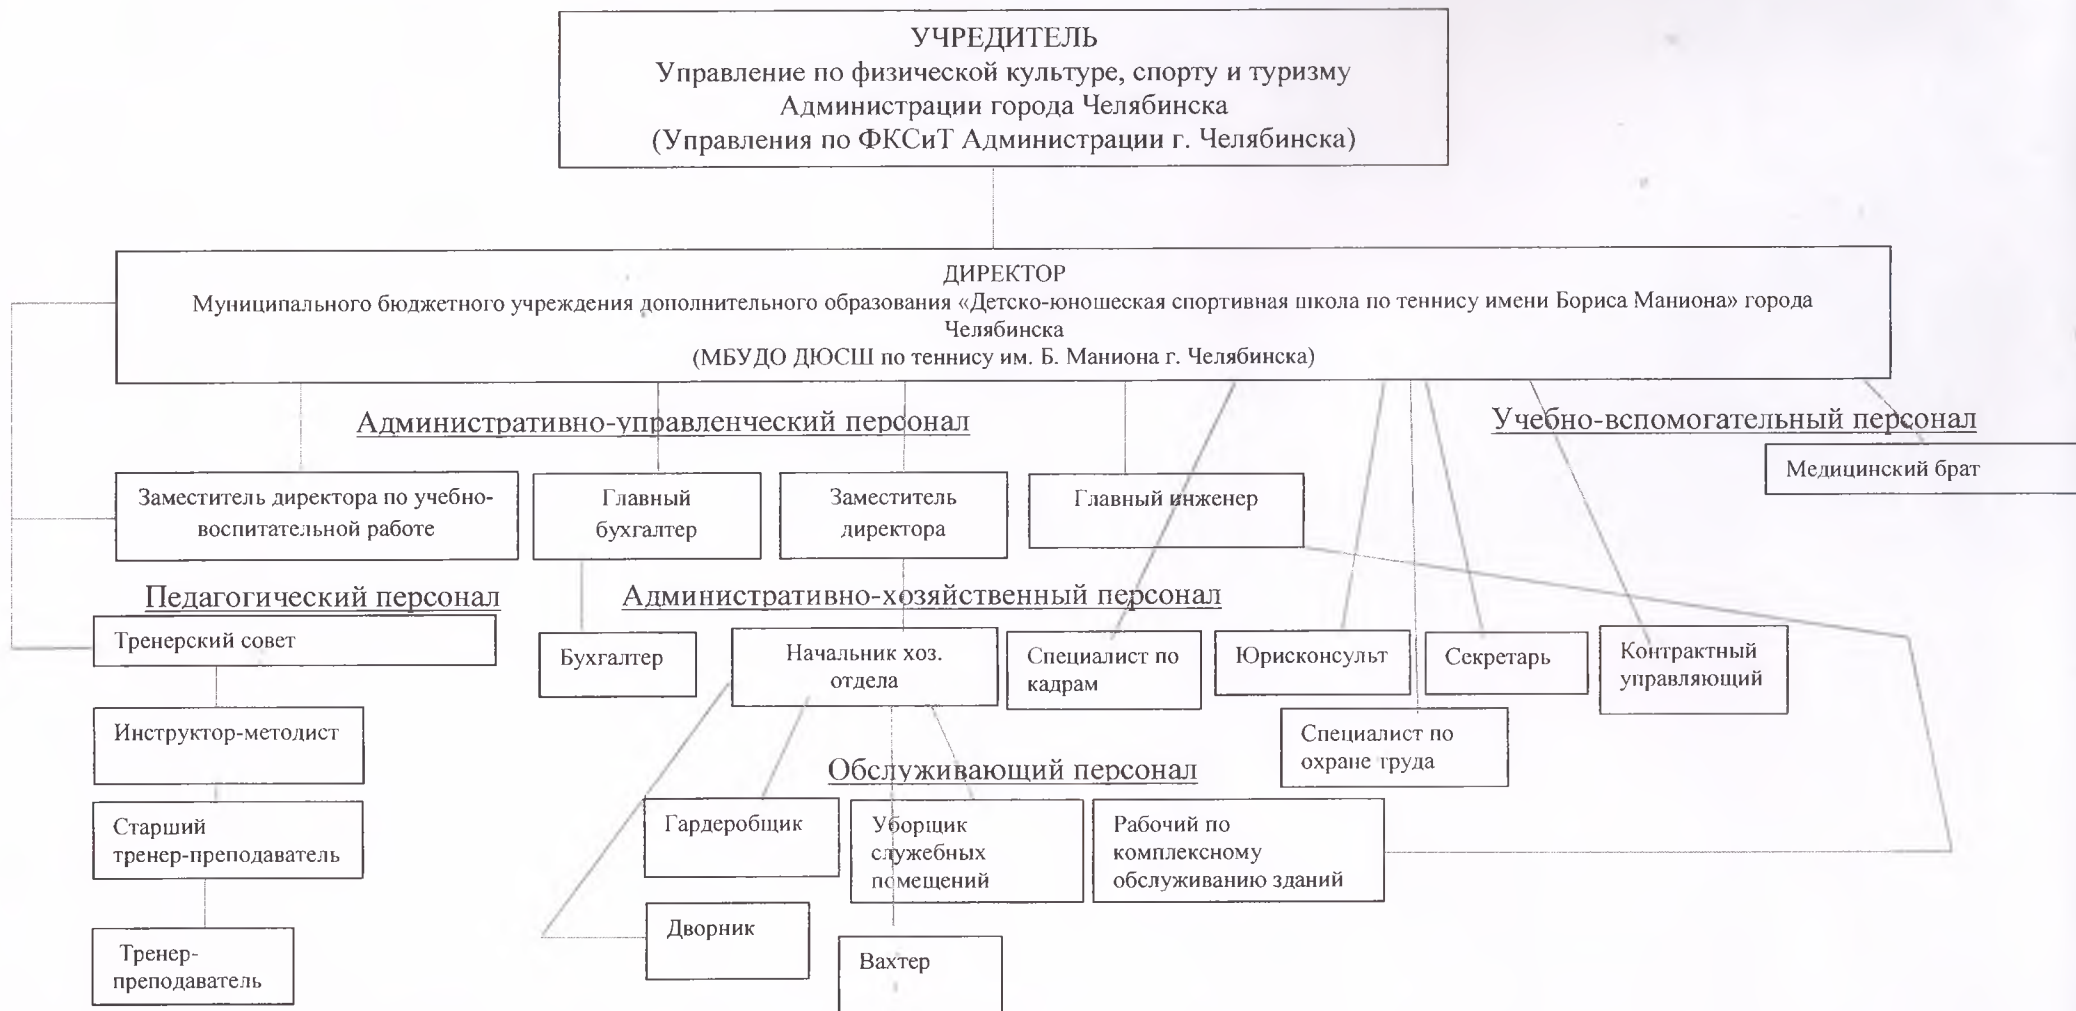 УЧРЕДИТЕЛЬ
Управление по физической культуре, спорту и туризму
Администрации города Челябинска
(Управления по ФКСиТ Администрации г. Челябинска)
ДИРЕКТОР
Муниципального бюджетного учреждения дополнительного образования «Детско-юношеская спортивная школа по теннису имени Бориса Маниона» города
Челябинска
(МБУДО ДЮСШ по теннису им. Б. Маниона г. Челябинска)
Административно-управленческий персонал
Учебно-вспомогательный персонал
Медицинский брат
Заместитель директора по учебно-
воспитательной работе
Главный
бухгалтер
Заместитель
директора
Главный инженер
Педагогический персонал
Административно-хозяйственный персонал
Тренерский совет
Бухгалтер
Начальник хоз.
отдела
Специалист по
кадрам
Юрисконсульт
Секретарь
Контрактный
управляющий
Инструктор-методист
Специалист по
охране труда
Обслуживающий персонал
Старший
тренер-преподаватель
Гардеробщик
Уборщик
служебных
помещений
Рабочий по
комплексному
обслуживанию зданий
Дворник
Вахтер
Тренер-
преподаватель